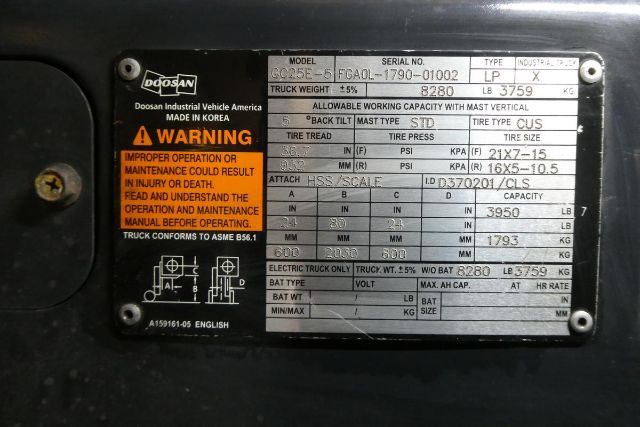 DOOSAN
Doosan Industrial Vehicle America
MADE IN KOREA
WARNING
IMPROPER OPERATION OR
MAINTENANCE COULD RESULT
IN INJURY OR DEATH.
READ AND UNDERSTAND THE
OPERATION AND MAINTENANCE
MANUAL BEFORE OPERATING.
TRUCK CONFORMS TO ASME B56.1
A C B D
A159161-05 ENGLISH
MODEL SERIAL NO. TYPE INDUSTRIAL TRUCK
GC25E-5 FGA0L-1790-01002 LP X
TRUCK WEIGHT ±5% 8280 LB 3759 KG
ALLOWABLE WORKING CAPACITY WITH MAST VERTICAL
5 °BACK TILT MAST TYPE STD TIRE TYPE CUS
TIRE TREAD TIRE PRESS TIRE SIZE
36.7 IN (F) PSI KPA (F) 21X7-15
932 MM (R) PSI KPA (R) 16X5-10.5
ATTACH HSS/SCALE I.D D370201/CLS
A B C D CAPACITY
IN IN IN IN 3950 LB
24 80 24
MM MM MM MM 1793 KG
600 2030 600
ELECTRIC TRUCK ONLY TRUCK WT. ±5% W/O BAT 8280 LB 3759 KG
BAT TYPE VOLT MAX. AH CAP. AT HR RATE
BAT WT / / LB BAT SIZE IN
MIN/MAX / / KG MM
7